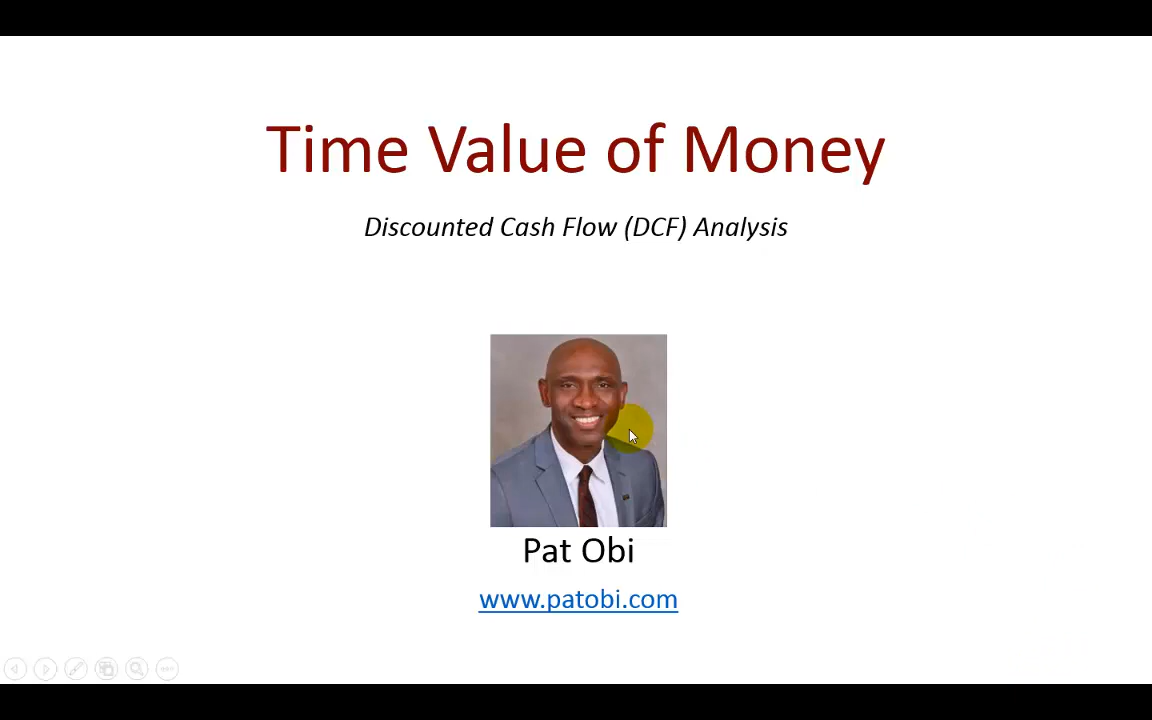 Time Value of Money
Discounted Cash Flow (DCF) Analysis
Pat Obi
www.patobi.com